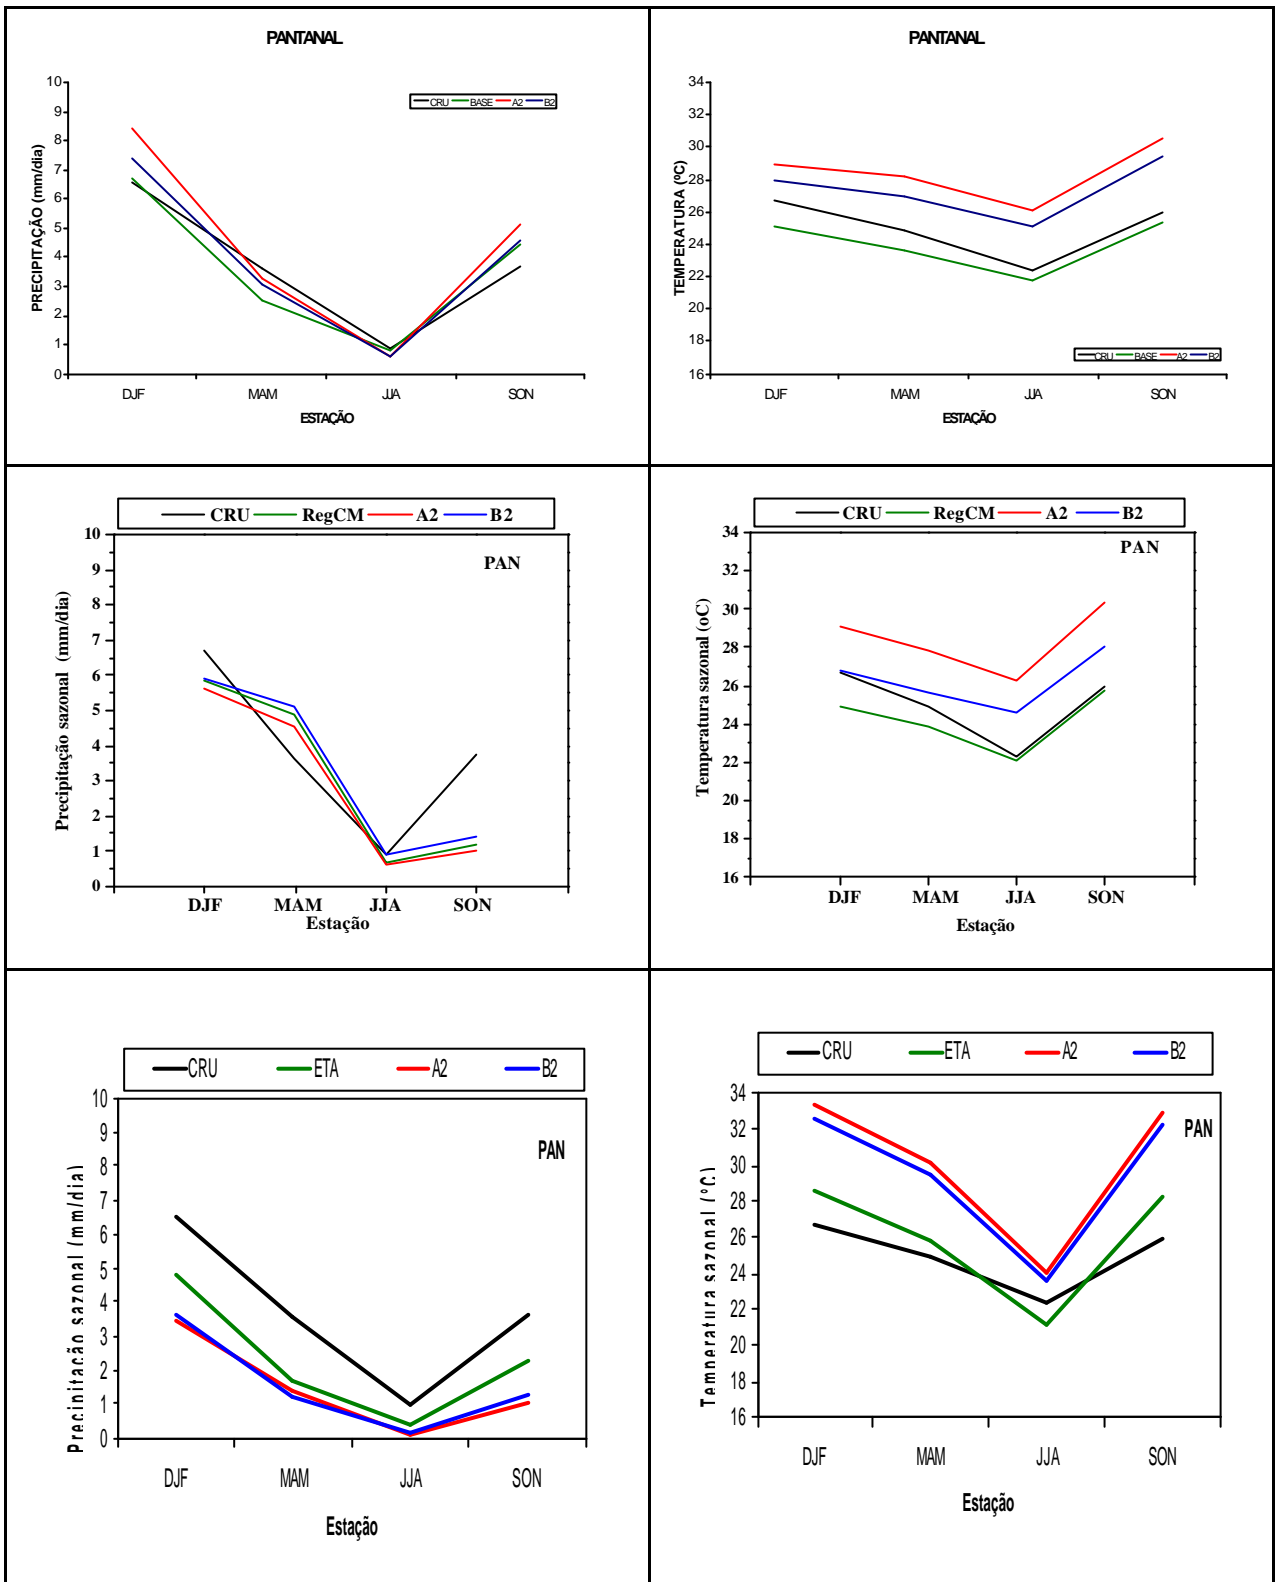 PANTANAL
10
9
8
7
6
5
4
3
2
1
0
PRECIPITAÇÃO (mm/dia)
CRU BASE A2 B2
DJF MAM JJA SON
ESTAÇÃO
PANTANAL
34
32
30
28
26
24
22
20
18
16
TEMPERATURA (ºC)
CRU BASE A2 B2
DJF MAM JJA SON
ESTAÇÃO
CRU RegCM A2 B2
PAN
10
9
8
7
6
5
4
3
2
1
0
Precipitação sazonal (mm/dia)
DJF MAM JJA SON
Estação
CRU RegCM A2 B2
PAN
34
32
30
28
26
24
22
20
18
16
Temperatura sazonal (oC)
DJF MAM JJA SON
Estação
CRU ETA A2 B2
PAN
10
9
8
7
6
5
4
3
2
1
0
Precipitação sazonal (mm/dia)
DJF MAM JJA SON
Estação
CRU ETA A2 B2
PAN
34
32
30
28
26
24
22
20
18
16
Temperatura sazonal (°C)
DJF MAM JJA SON
Estação